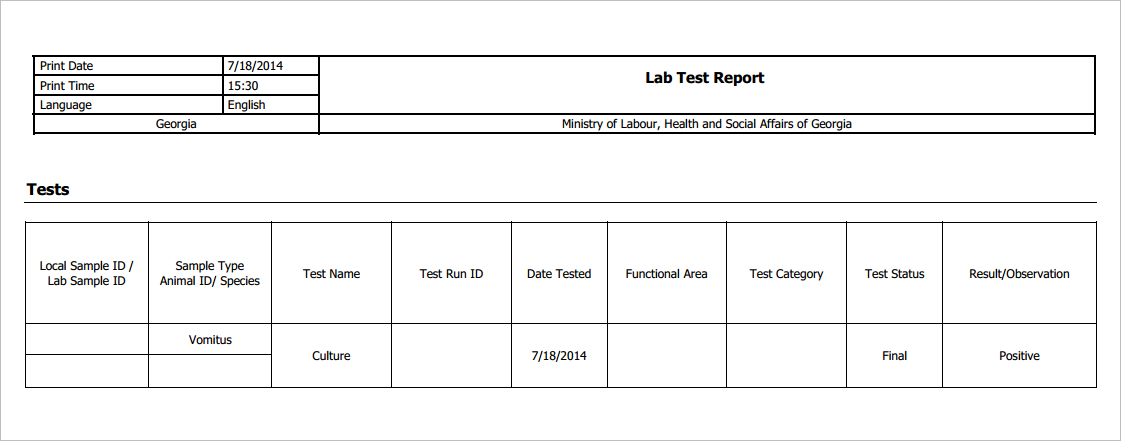 Print Date 7/18/2014
Lab Test Report
Print Time 15:30
Language English
Georgia Ministry of Labour, Health and Social Affairs of Georgia
Tests
Local Sample ID / Lab Sample ID
Sample Type Animal ID/ Species
Test Name
Test Run ID
Date Tested
Functional Area
Test Category
Test Status
Result/Observation
Vomitus
Culture
7/18/2014
Final
Positive